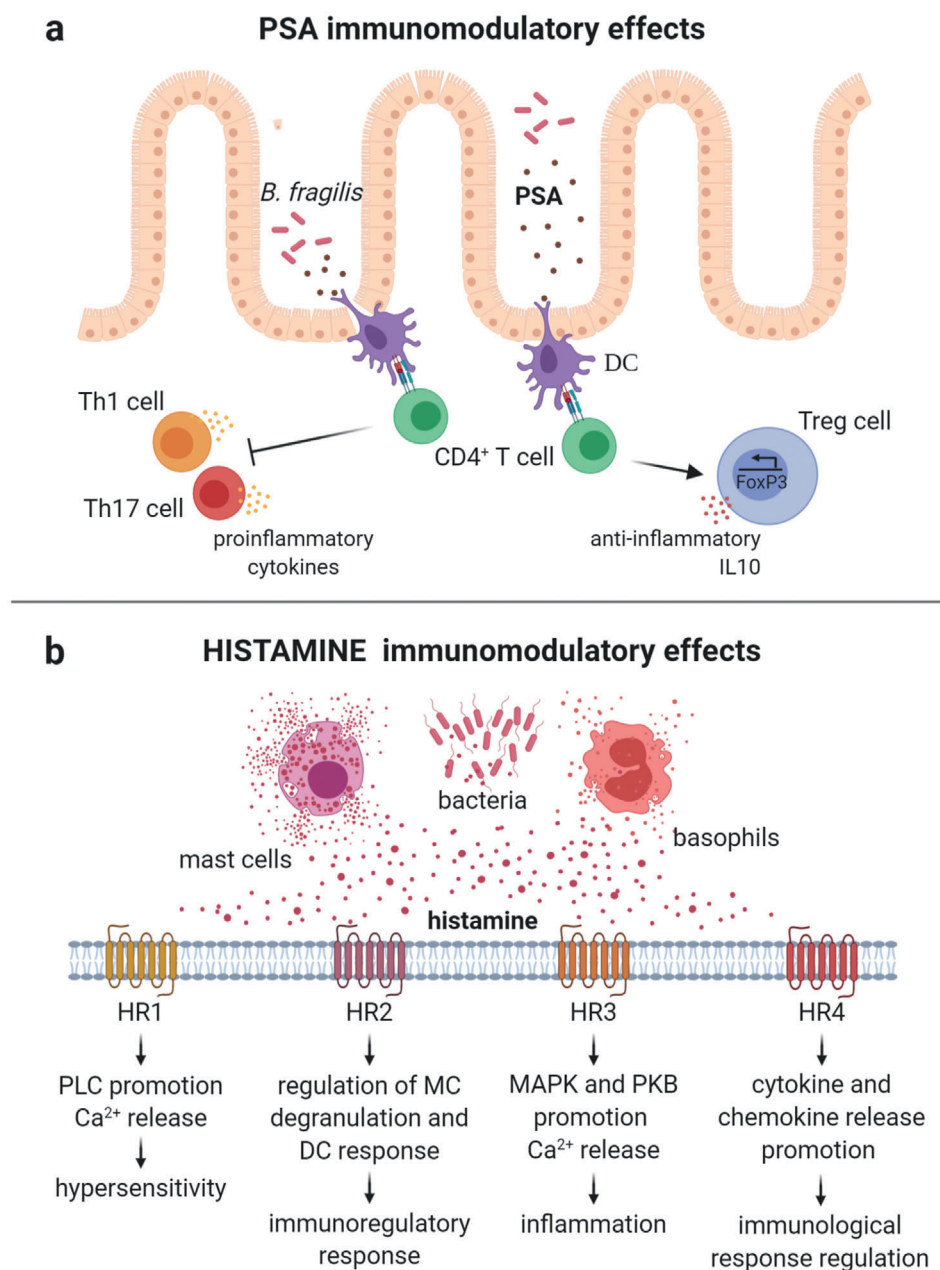 a
PSA immunomodulatory effects
B. fragilis
PSA
DC
Th1 cell
Treg cell
CD4⁺ T cell
FoxP3
Th17 cell
proinflammatory
cytokines
anti-inflammatory
IL10
b
HISTAMINE immunomodulatory effects
bacteria
mast cells
basophils
histamine
HR1
HR2
HR3
HR4
PLC promotion
Ca²⁺ release
hypersensitivity
regulation of MC
degranulation and
DC response
immunoregulatory
response
MAPK and PKB
promotion
Ca²⁺ release
inflammation
cytokine and
chemokine release
promotion
immunological
response regulation